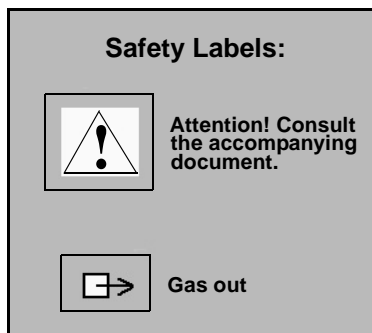 Safety Labels:
Attention! Consult
the accompanying
document.
Gas out